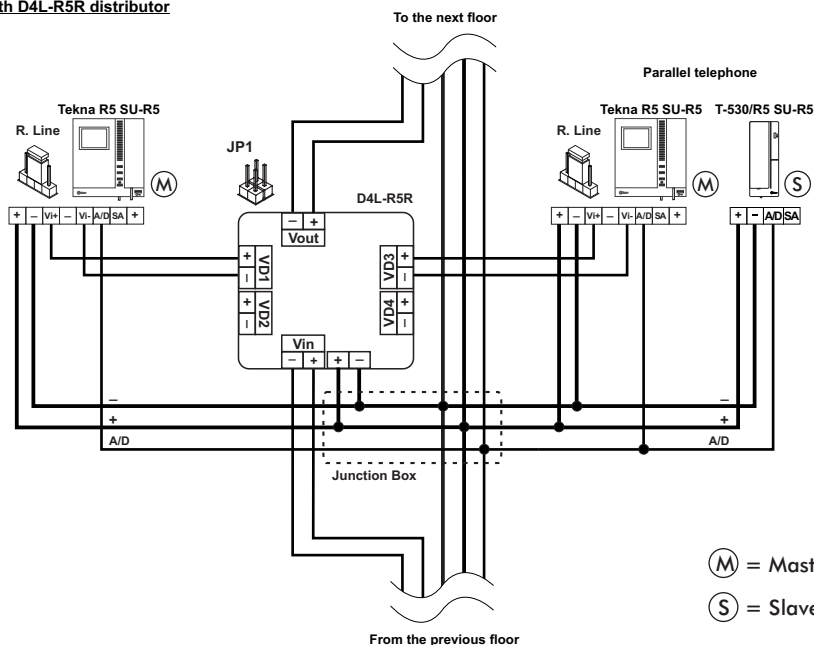 th D4L-R5R distributor
To the next floor
Parallel telephone
Tekna R5 SU-R5
R. Line
M
+ – Vi+ – Vi- A/D SA +
JP1
D4L-R5R
– +
Vout
+ – VD1
+ – VD2
VD3 + –
VD4 + –
Vin
– + + –
Tekna R5 SU-R5
R. Line
M
+ – Vi+ – Vi- A/D SA +
T-530/R5 SU-R5
S
+ - A/D SA
–
+
A/D
–
+
A/D
Junction Box
M = Mast
S = Slave
From the previous floor